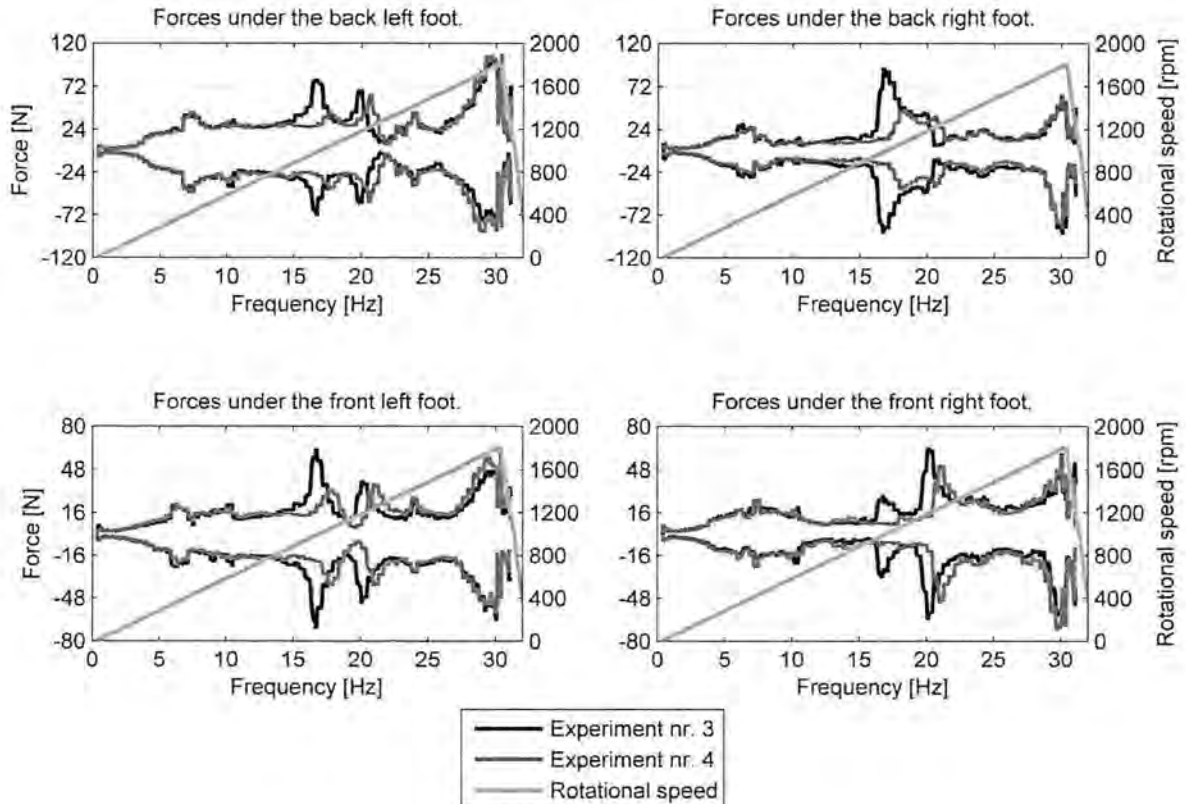 Forces under the back left foot.
120
72
24
-24
-72
-120
Force [N]
2000
1600
1200
800
400
0
0 5 10 15 20 25 30
Frequency [Hz]
Forces under the back right foot.
120
72
24
-24
-72
-120
2000
1600
1200
800
400
0
Rotational speed [rpm]
0 5 10 15 20 25 30
Frequency [Hz]
Forces under the front left foot.
80
48
16
-16
-48
-80
Force [N]
2000
1600
1200
800
400
0
0 5 10 15 20 25 30
Frequency [Hz]
Forces under the front right foot.
80
48
16
-16
-48
-80
2000
1600
1200
800
400
0
Rotational speed [rpm]
0 5 10 15 20 25 30
Frequency [Hz]
Experiment nr. 3
Experiment nr. 4
Rotational speed